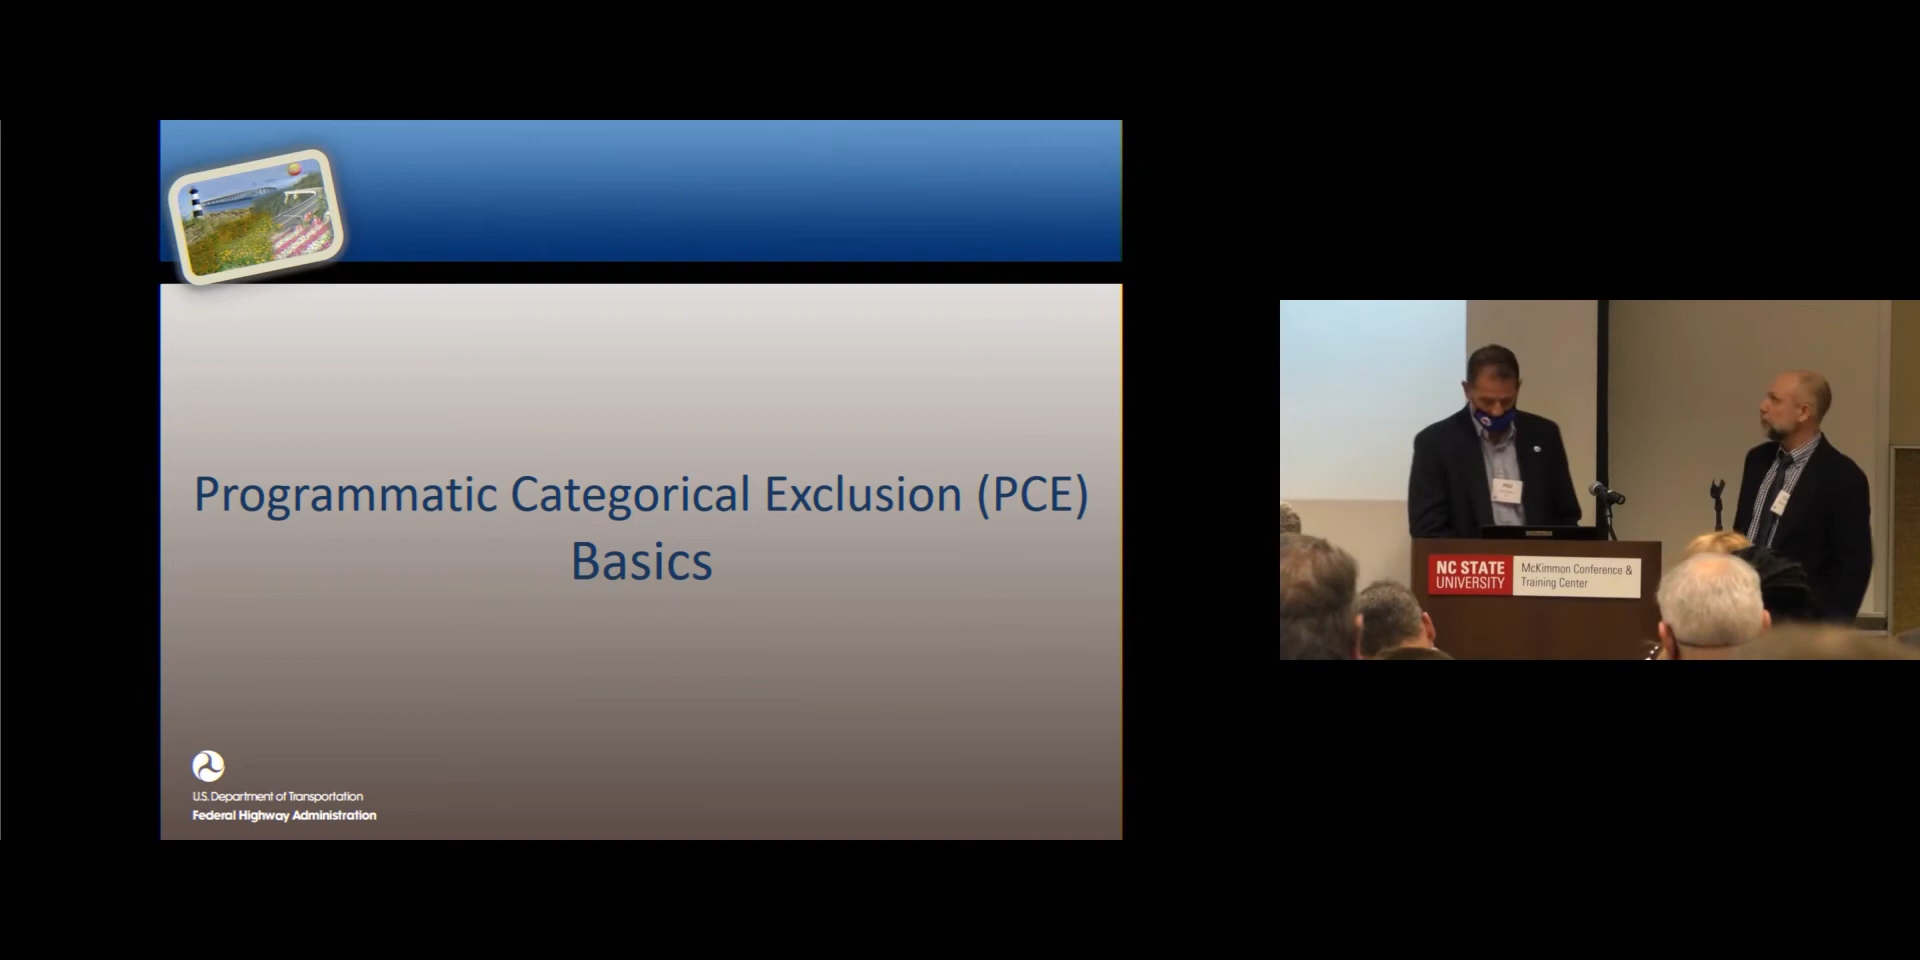 Programmatic Categorical Exclusion (PCE)
Basics
U.S. Department of Transportation
Federal Highway Administration
NC STATE
UNIVERSITY
McKimmon Conference &
Training Center